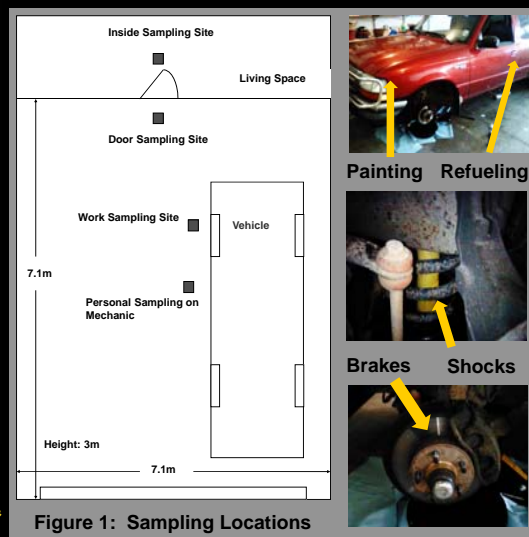 Inside Sampling Site
Living Space
Door Sampling Site
Work Sampling Site
Vehicle
7.1m
Personal Sampling on
Mechanic
Height: 3m
7.1m
Figure 1: Sampling Locations
Painting Refueling
Brakes Shocks